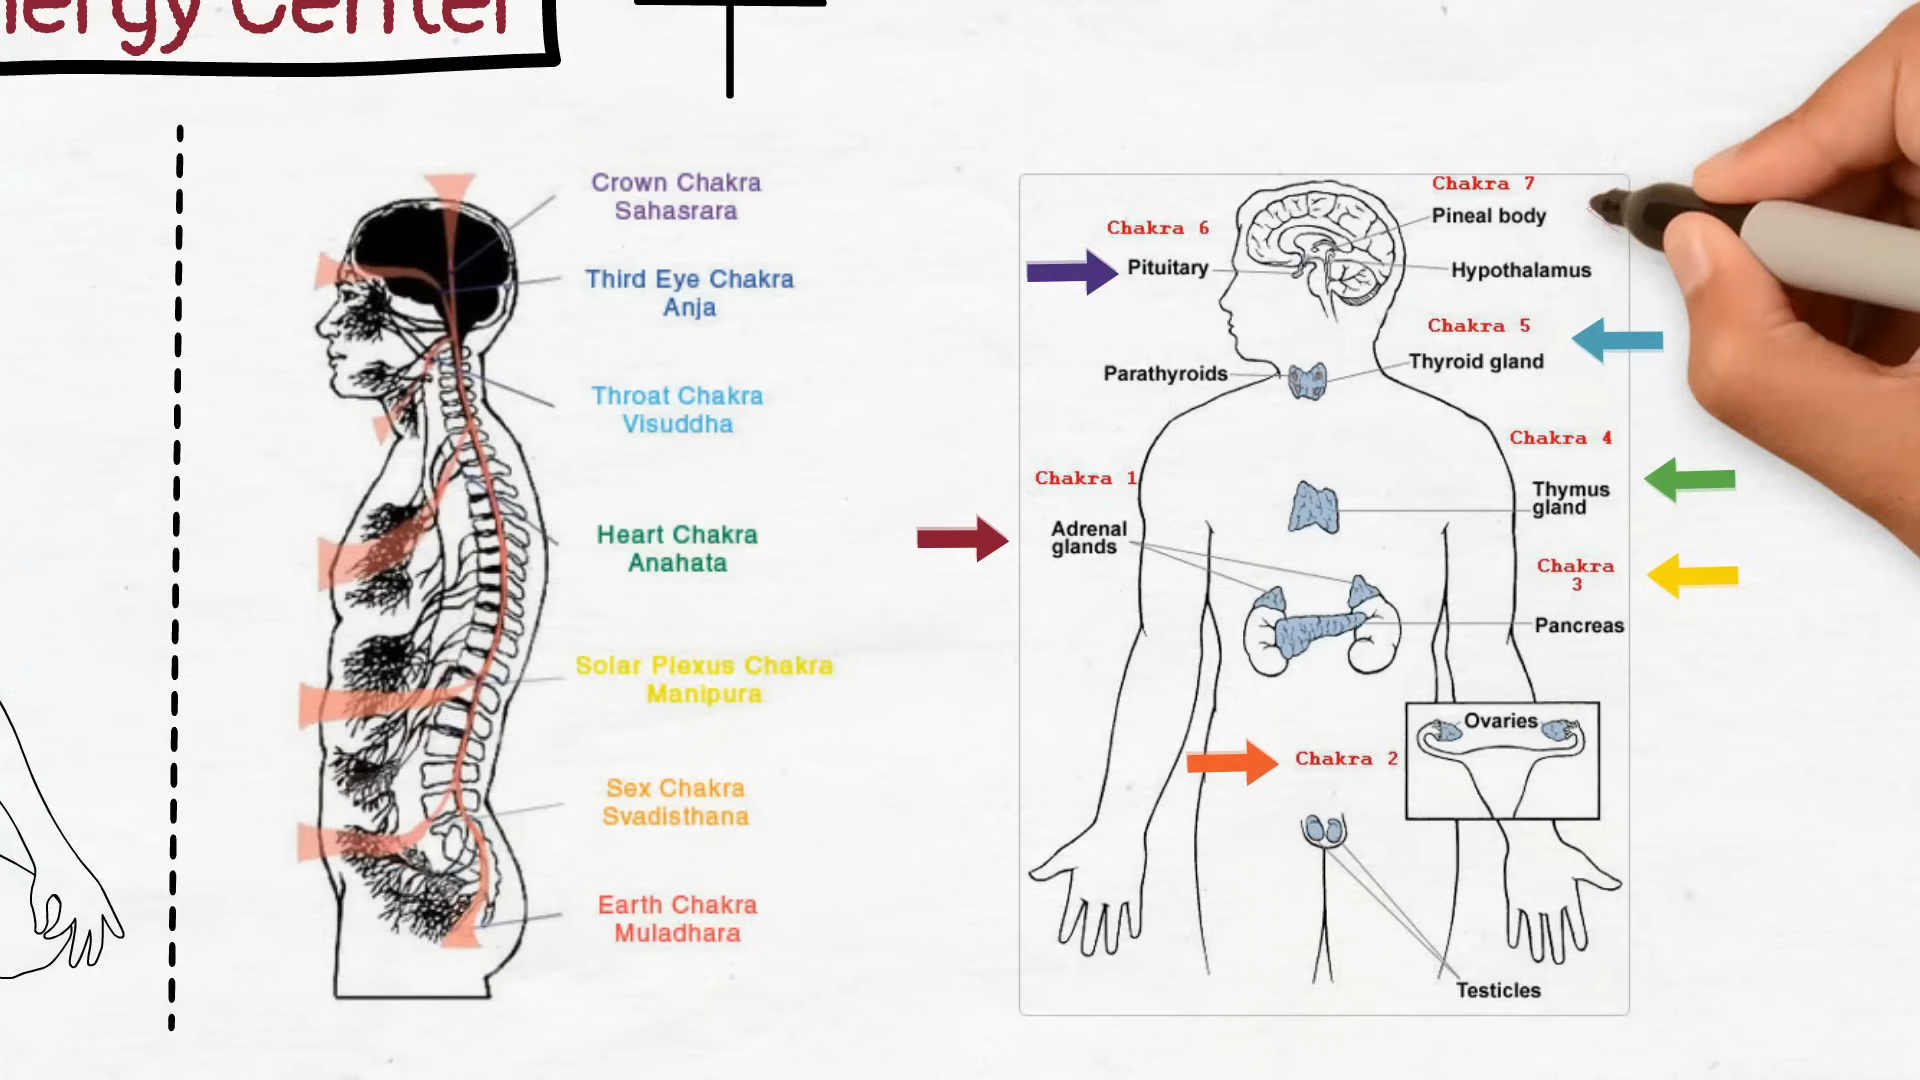 Center
Crown Chakra
Sahasrara
Third Eye Chakra
Anja
Throat Chakra
Visuddha
Heart Chakra
Anahata
Solar Plexus Chakra
Manipura
Sex Chakra
Svadisthana
Earth Chakra
Muladhara
Chakra 7
Pineal body
Chakra 6
Pituitary
Hypothalamus
Chakra 5
Thyroid gland
Parathyroids
Chakra 4
Thymus
gland
Chakra 1
Adrenal
glands
Chakra
3
Pancreas
Ovaries
Chakra 2
Testicles